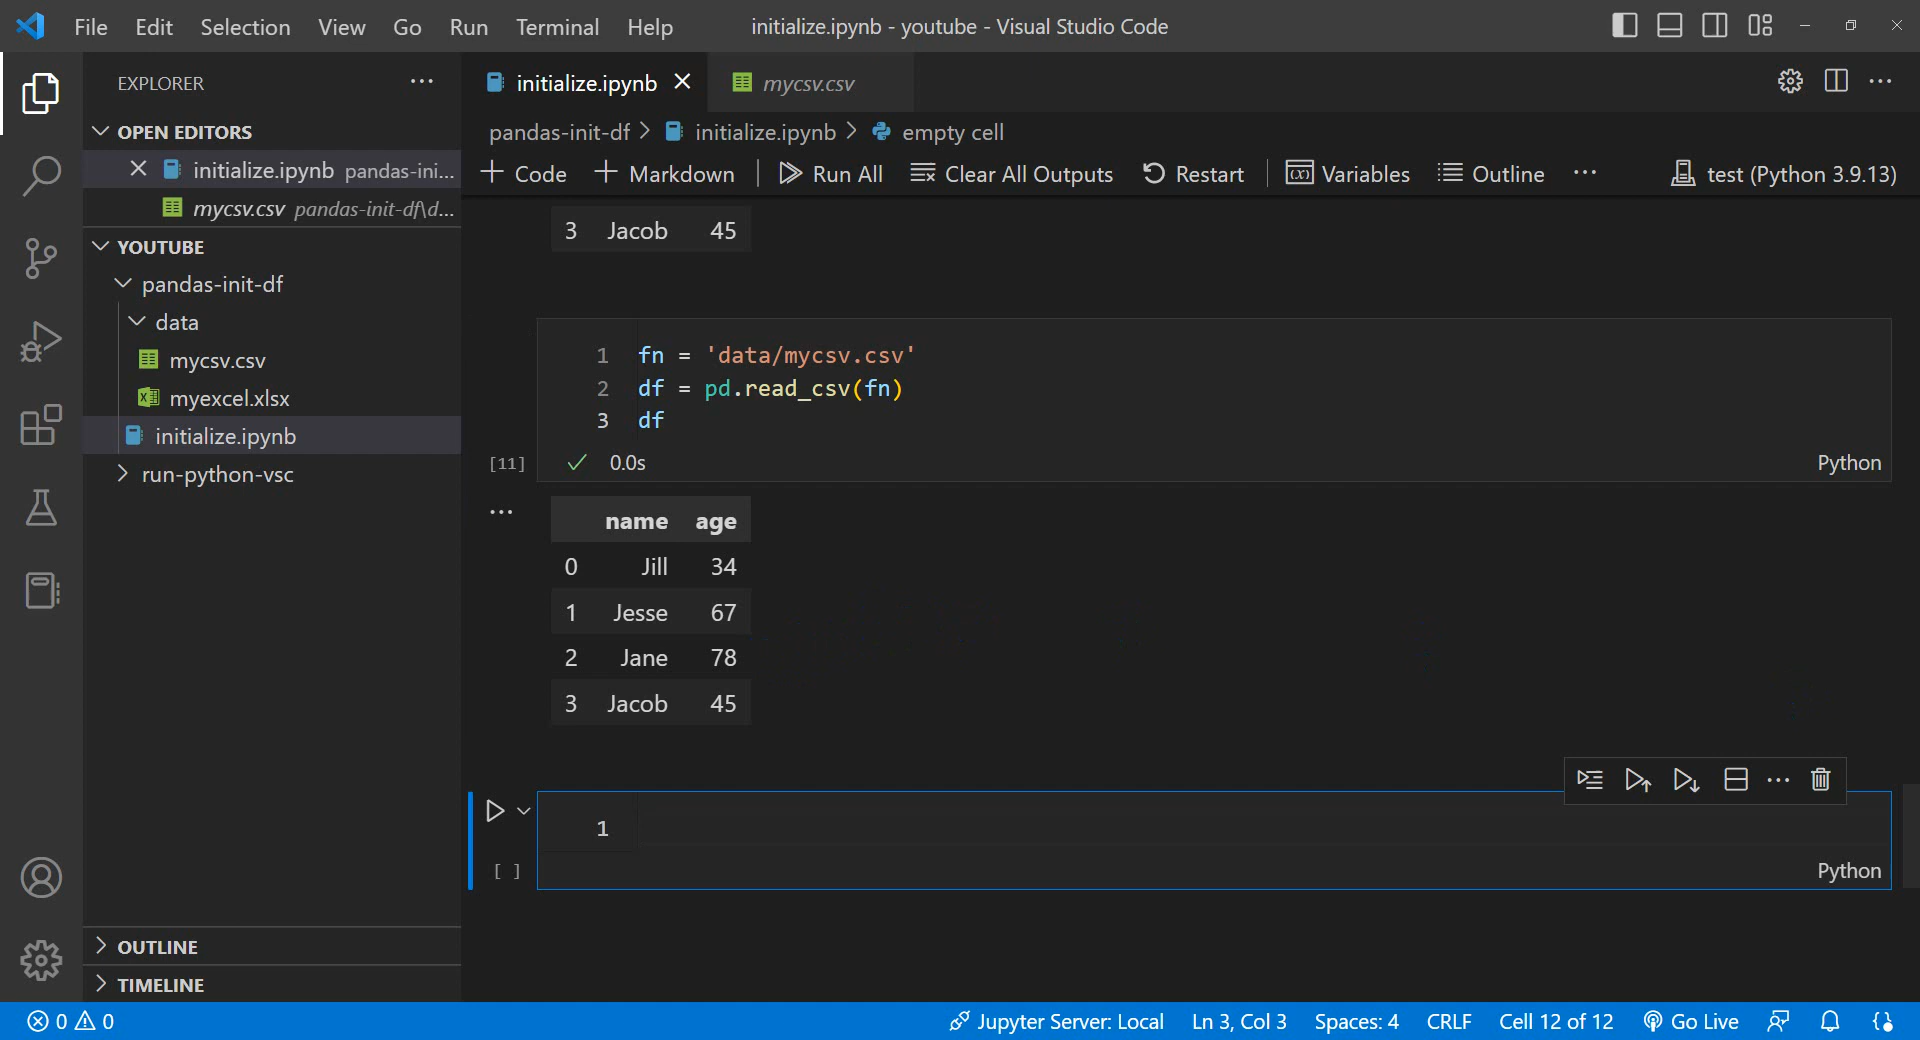 File Edit Selection View Go Run Terminal Help
initialize.ipynb - youtube - Visual Studio Code
EXPLORER
OPEN EDITORS
initialize.ipynb pandas-ini...
mycsv.csv pandas-init-df\d...
YOUTUBE
pandas-init-df
data
mycsv.csv
myexcel.xlsx
initialize.ipynb
run-python-vsc
OUTLINE
TIMELINE
initialize.ipynb mycsv.csv
pandas-init-df > initialize.ipynb > empty cell
+ Code + Markdown | Run All Clear All Outputs Restart | Variables Outline ... test (Python 3.9.13)
3 Jacob 45
1 fn = 'data/mycsv.csv'
2 df = pd.read_csv(fn)
3 df
[11] ✓ 0.0s Python
...
name age
0 Jill 34
1 Jesse 67
2 Jane 78
3 Jacob 45
1
[ ] Python
0 0 Jupyter Server: Local Ln 3, Col 3 Spaces: 4 CRLF Cell 12 of 12 Go Live